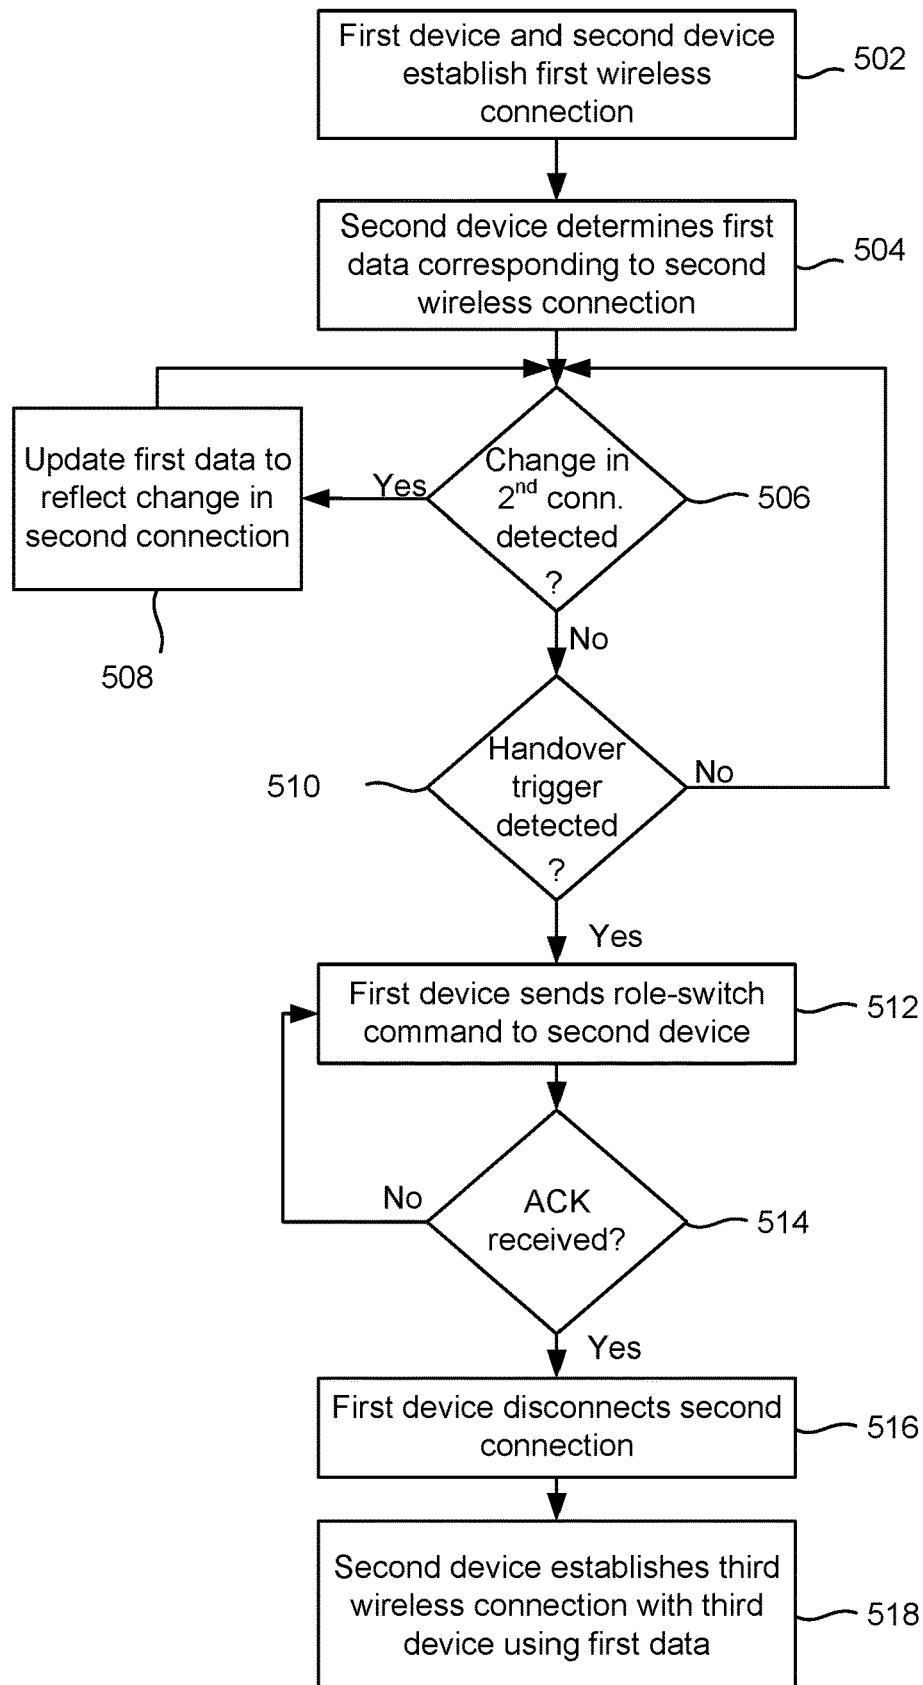 First device and second device
establish first wireless
connection
502
Second device determines first
data corresponding to second
wireless connection
504
Update first data to
reflect change in
second connection
508
Yes
Change in
2nd conn.
detected
?
506
No
510
Handover
trigger
detected
?
No
Yes
First device sends role-switch
command to second device
512
No
ACK
received?
514
Yes
First device disconnects second
connection
516
Second device establishes third
wireless connection with third
device using first data
518